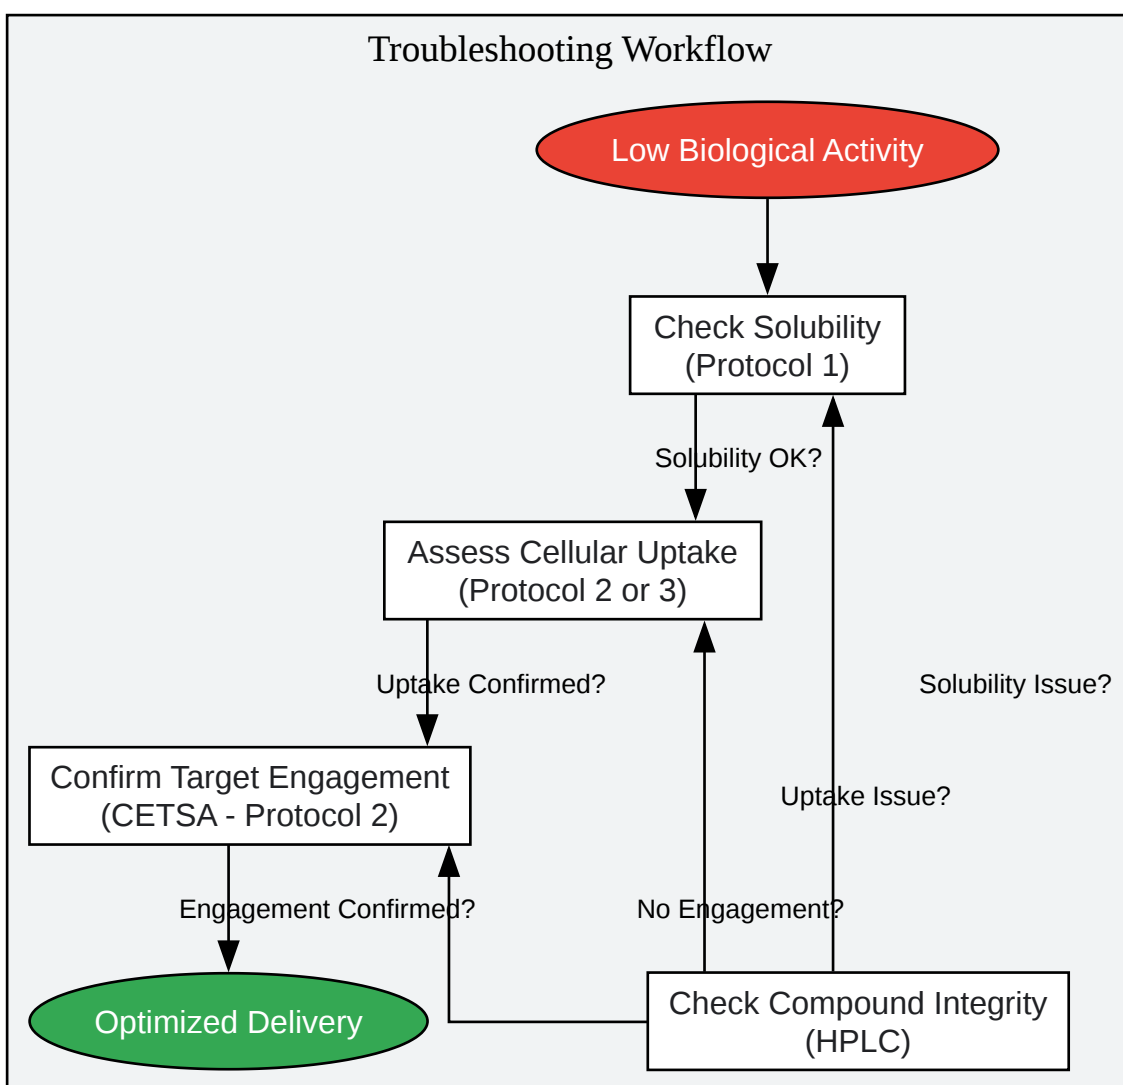 Troubleshooting Workflow
Low Biological Activity
Check Solubility
(Protocol 1)
Solubility OK?
Assess Cellular Uptake
(Protocol 2 or 3)
Uptake Confirmed?
Solubility Issue?
Confirm Target Engagement
(CETSA - Protocol 2)
Uptake Issue?
Engagement Confirmed?
No Engagement?
Optimized Delivery
Check Compound Integrity
(HPLC)